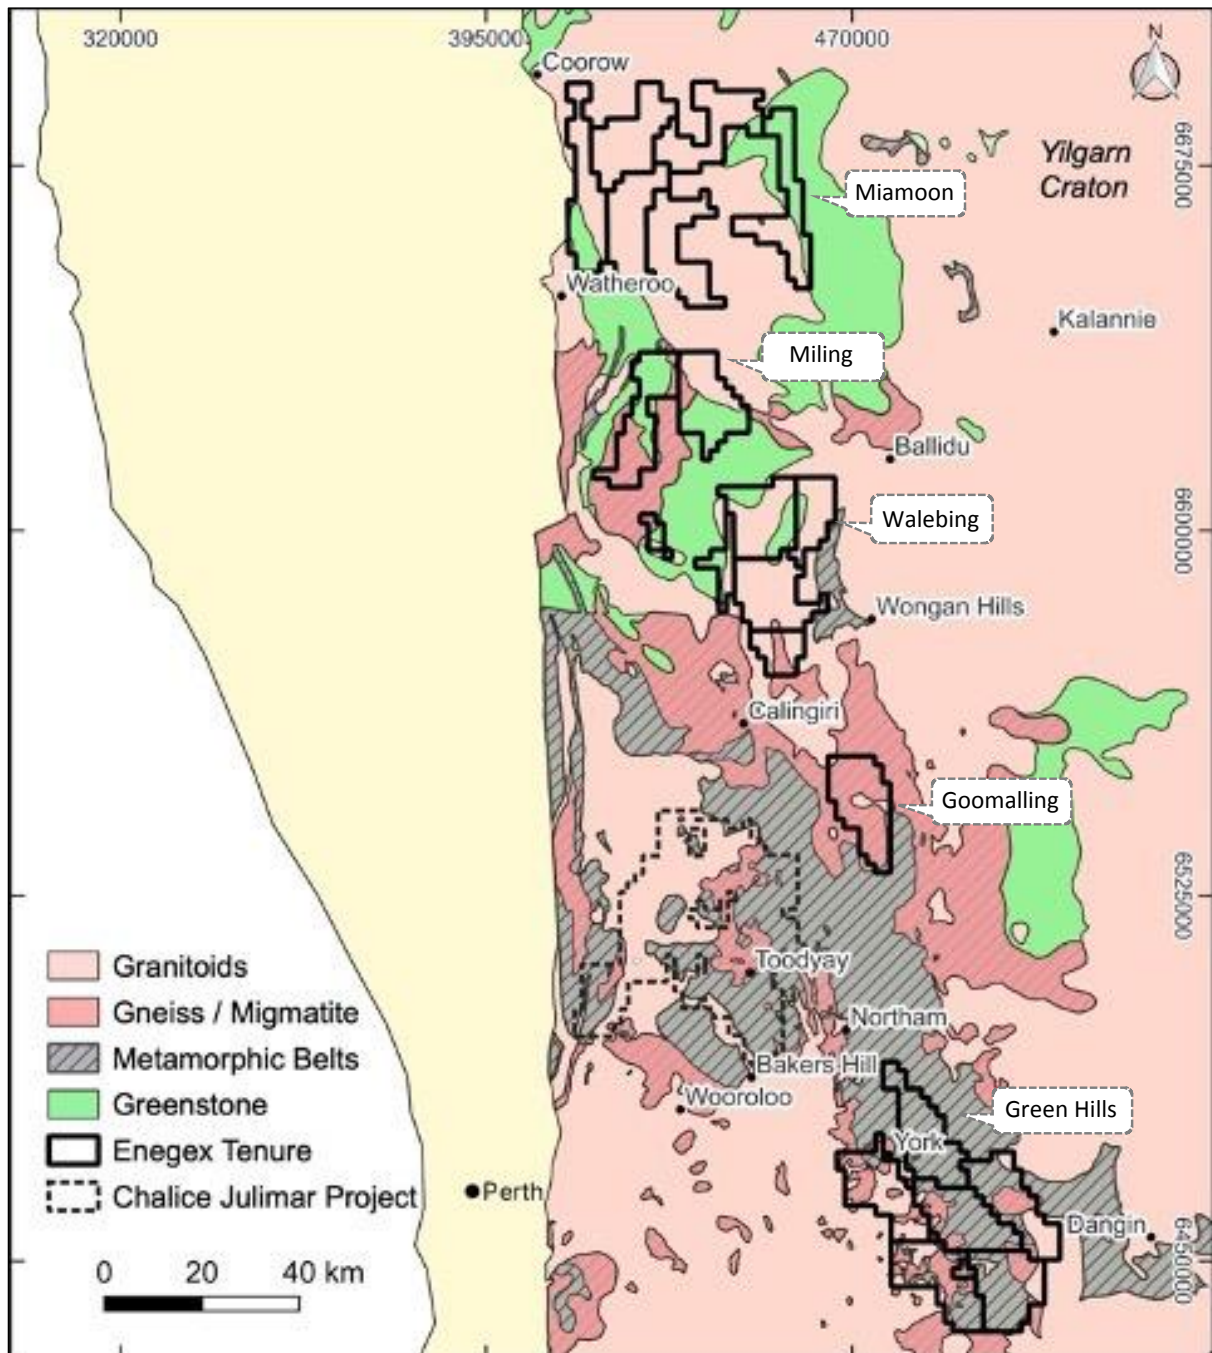 320000
395000
470000
N
Coorow
Yilgarn
Craton
6675000
Miamoon
Watheroo
Kalannie
Miling
Ballidu
Walebing
6600000
Wongan Hills
Calingiri
Goomalling
6525000
Granitoids
Gneiss / Migmatite
Metamorphic Belts
Greenstone
Enegex Tenure
Chalice Julimar Project
Toodyay
Northam
Bakers Hill
Wooroloo
Green Hills
York
Perth
Dangin
6450000
0 20 40 km